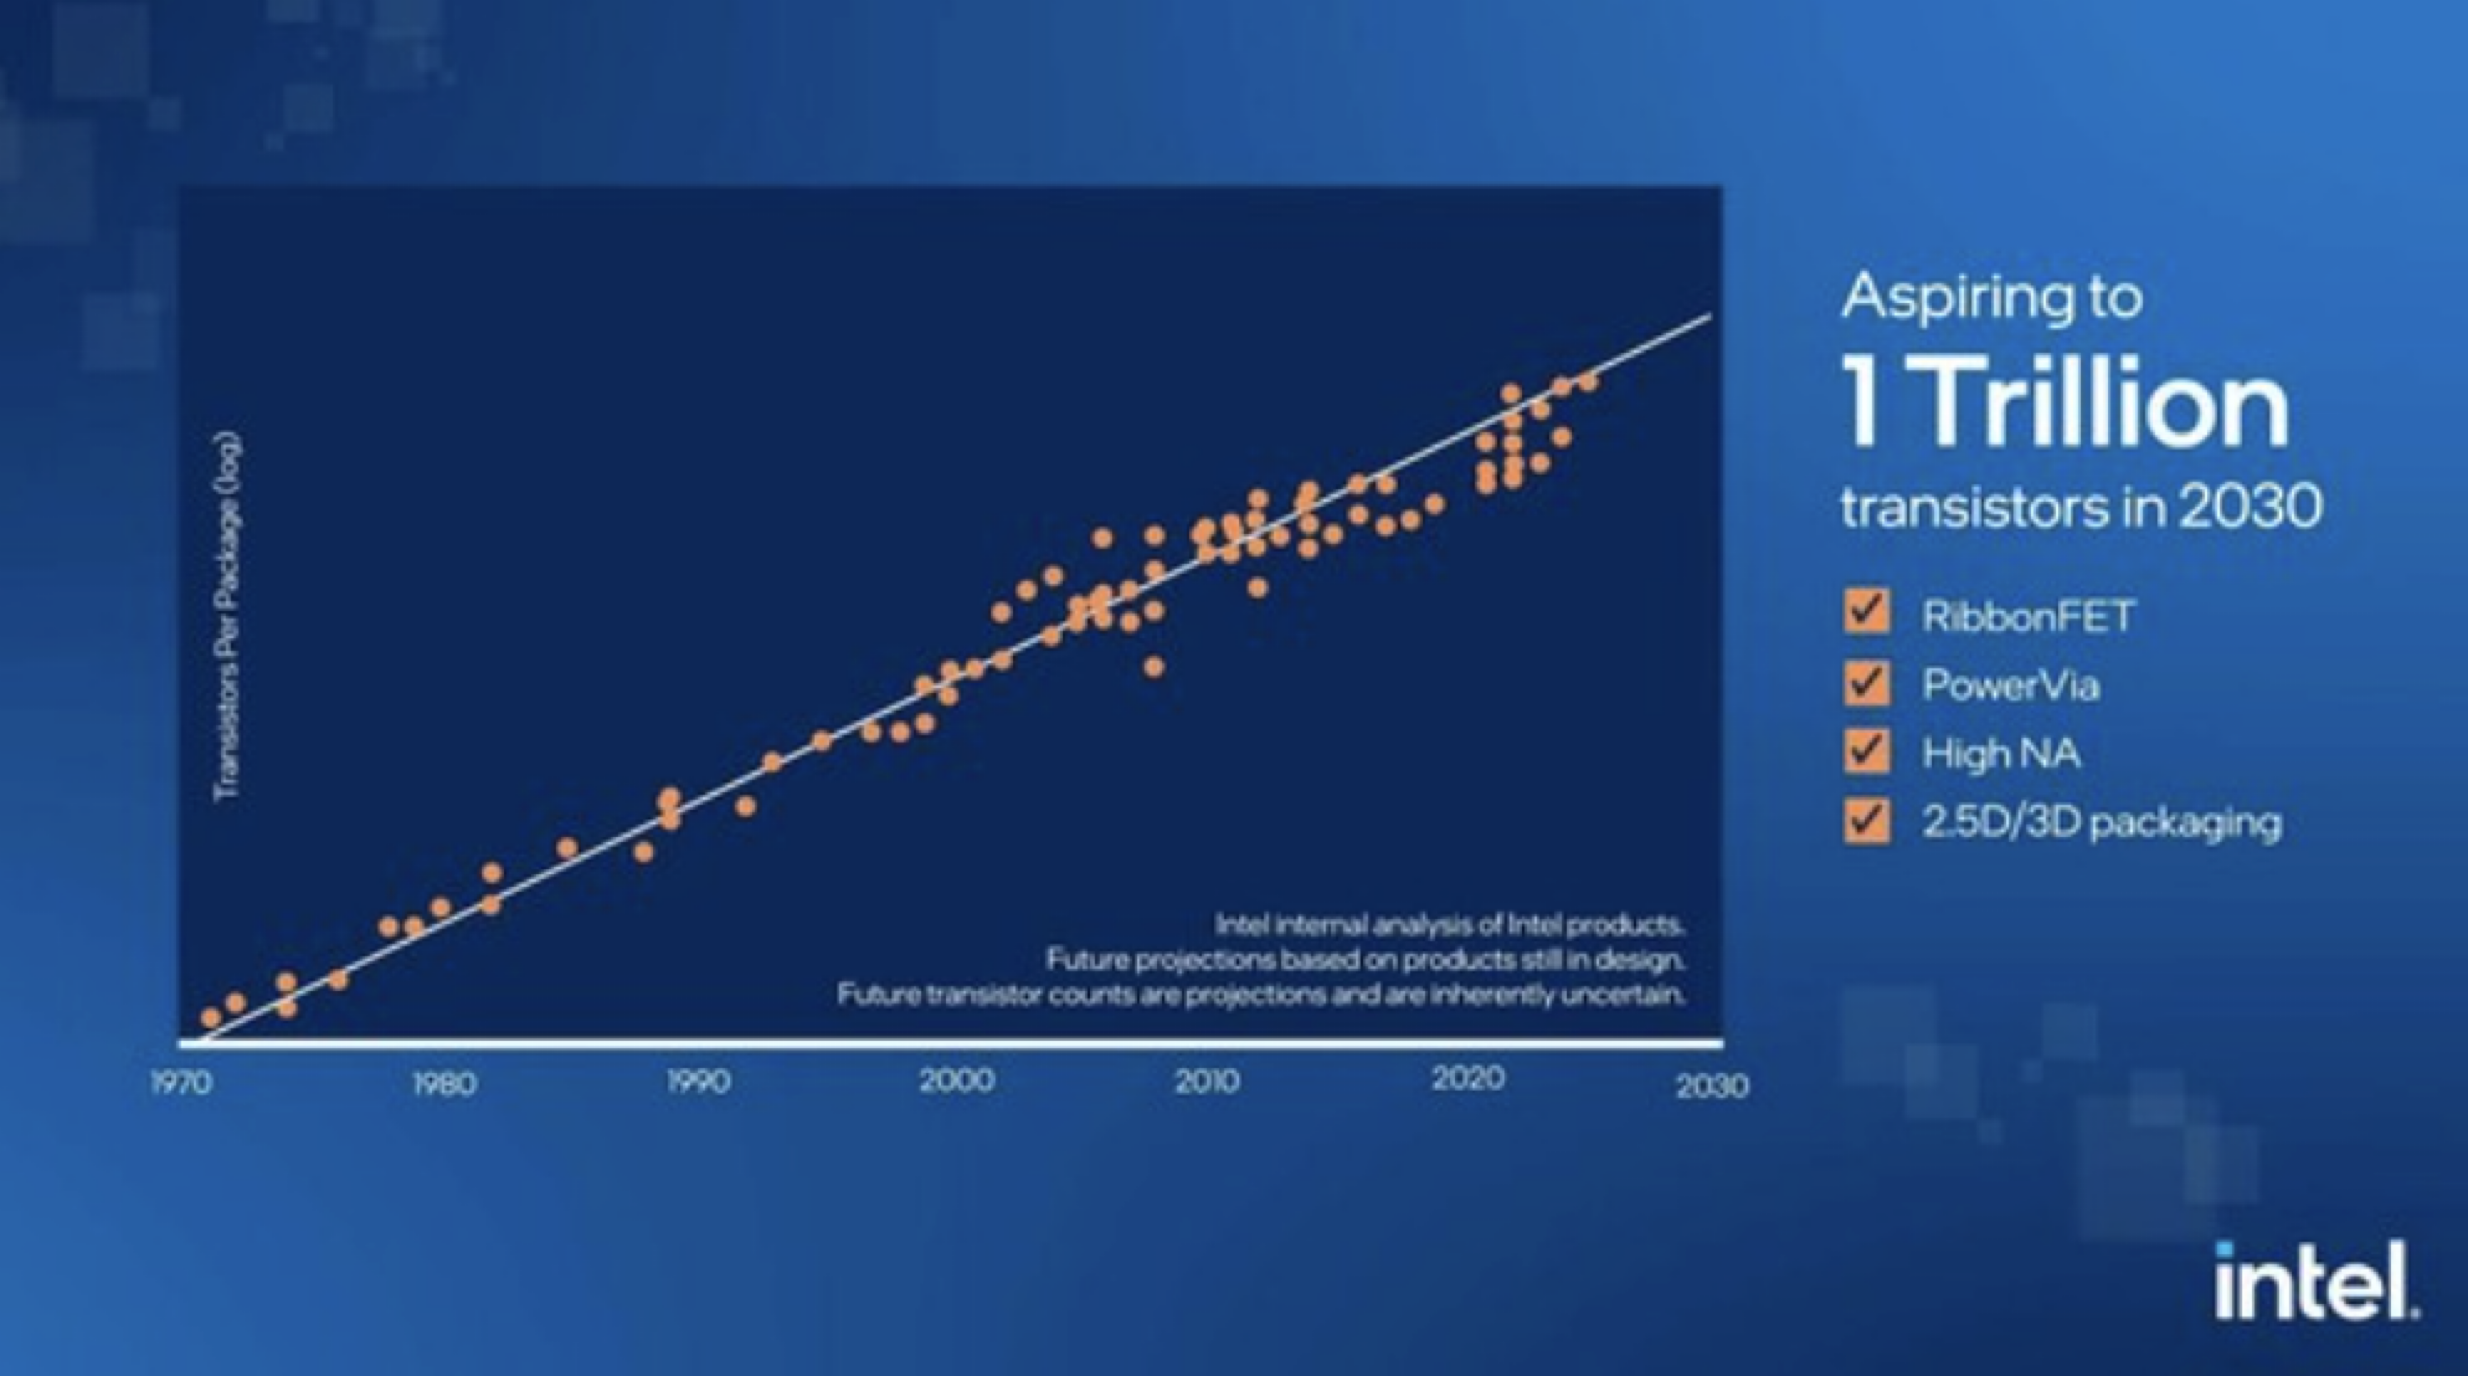 Transistors Per Package (log)
Intel internal analysis of Intel products.
Future projections based on products still in design.
Future transistor counts are projections and are inherently uncertain.
1970 1980 1990 2000 2010 2020 2030
Aspiring to
1 Trillion
transistors in 2030
RibbonFET
PowerVia
High NA
2.5D/3D packaging
intel.